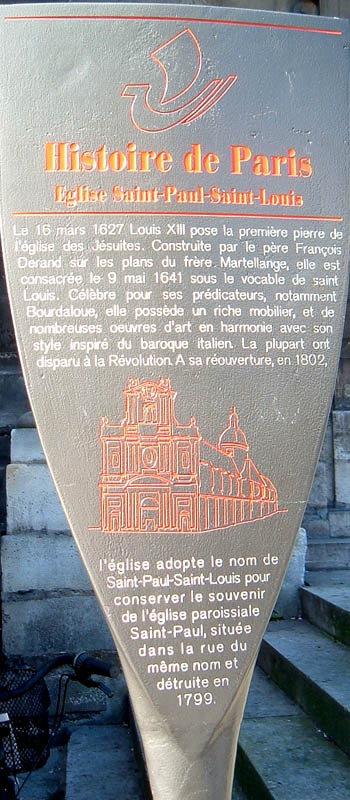 Histoire de Paris
Eglise Saint-Paul-Saint-Louis
Le 16 mars 1627 Louis XIII pose la première pierre de
l'église des Jésuites. Construite par le père François
Derand sur les plans du frère Martellange, elle est
consacrée le 9 mai 1641 sous le vocable de saint
Louis. Célèbre pour ses prédicateurs, notamment
Bourdaloue, elle possède un riche mobilier, et de
nombreuses oeuvres d'art en harmonie avec son
style inspiré du baroque italien. La plupart ont
disparu à la Révolution. A sa réouverture, en 1802,
l'église adopte le nom de
Saint-Paul-Saint-Louis pour
conserver le souvenir
de l'église paroissiale
Saint-Paul, située
dans la rue du
même nom et
détruite en
1799.